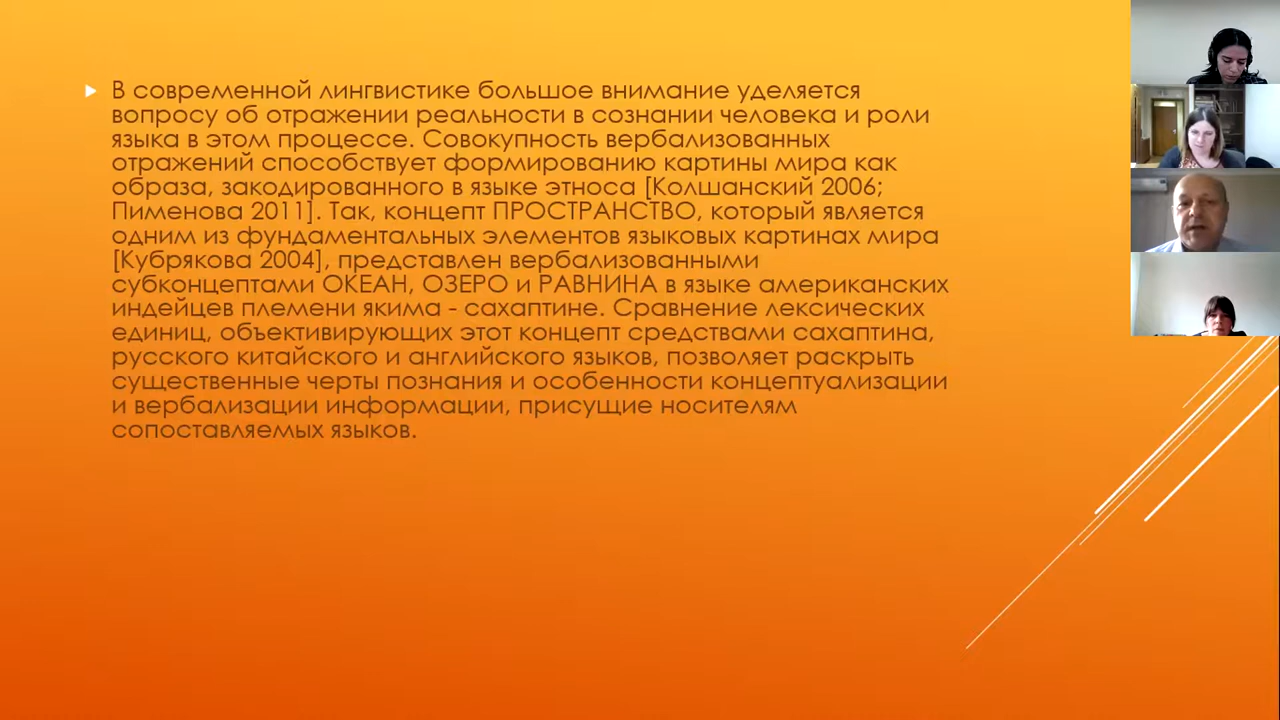 В современной лингвистике большое внимание уделяется
вопросу об отражении реальности в сознании человека и роли
языка в этом процессе. Совокупность вербализованных
отражений способствует формированию картины мира как
образа, закодированного в языке этноса [Колшанский 2006;
Пименова 2011]. Так, концепт ПРОСТРАНСТВО, который является
одним из фундаментальных элементов языковых картинах мира
[Кубрякова 2004], представлен вербализованными
субконцептами ОКЕАН, ОЗЕРО и РАВНИНА в языке американских
индейцев племени якима - сахаптине. Сравнение лексических
единиц, объективирующих этот концепт средствами сахаптина,
русского китайского и английского языков, позволяет раскрыть
существенные черты познания и особенности концептуализации
и вербализации информации, присущие носителям
сопоставляемых языков.